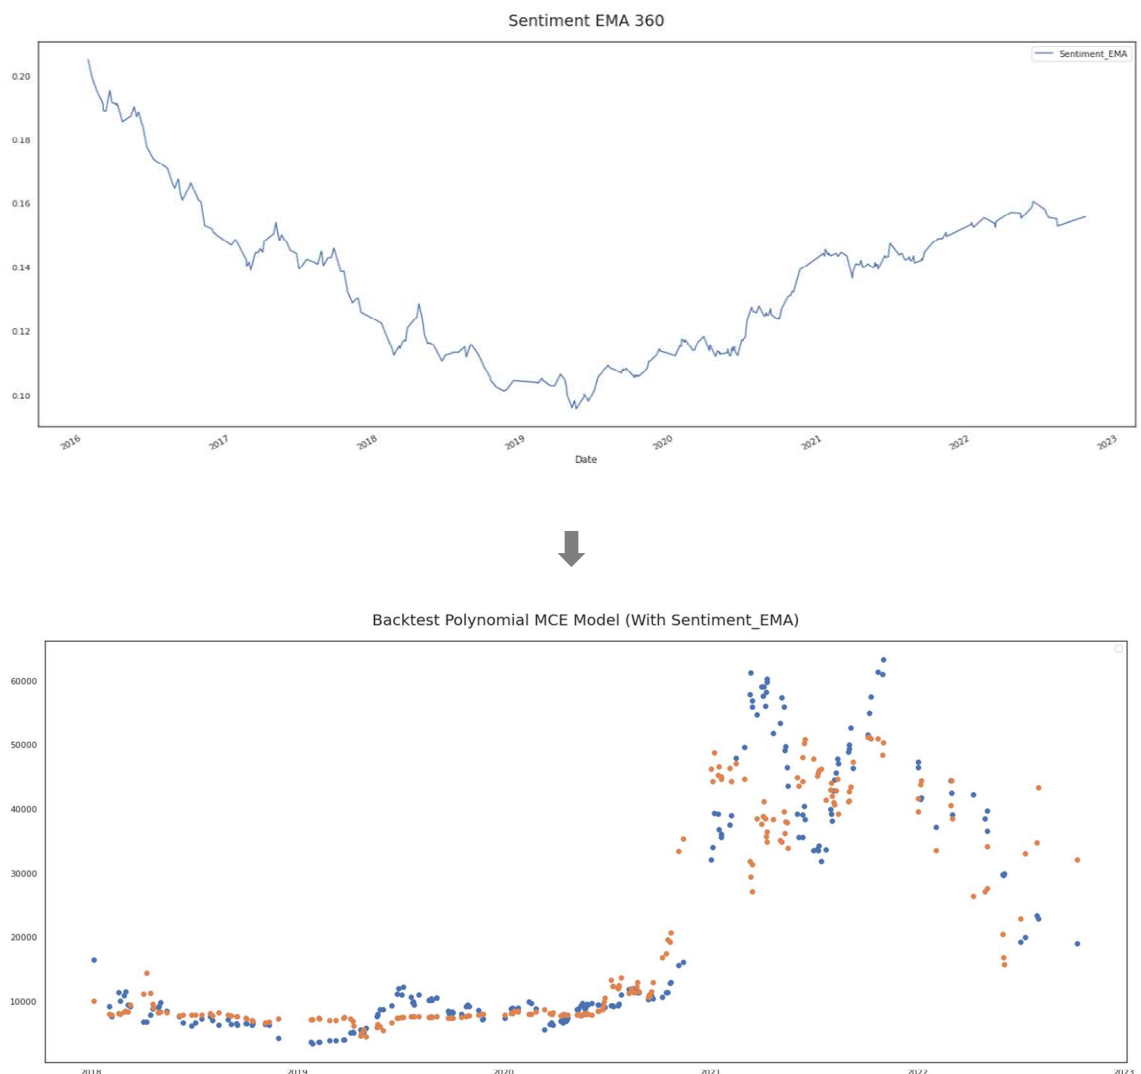 Sentiment EMA 360
Sentiment_EMA
0.20
0.18
0.16
0.14
0.12
0.10
2016 2017 2018 2019 2020 2021 2022 2023
Date
Backtest Polynomial MCE Model (With Sentiment_EMA)
60000
50000
40000
30000
20000
10000
2018 2019 2020 2021 2022 2023